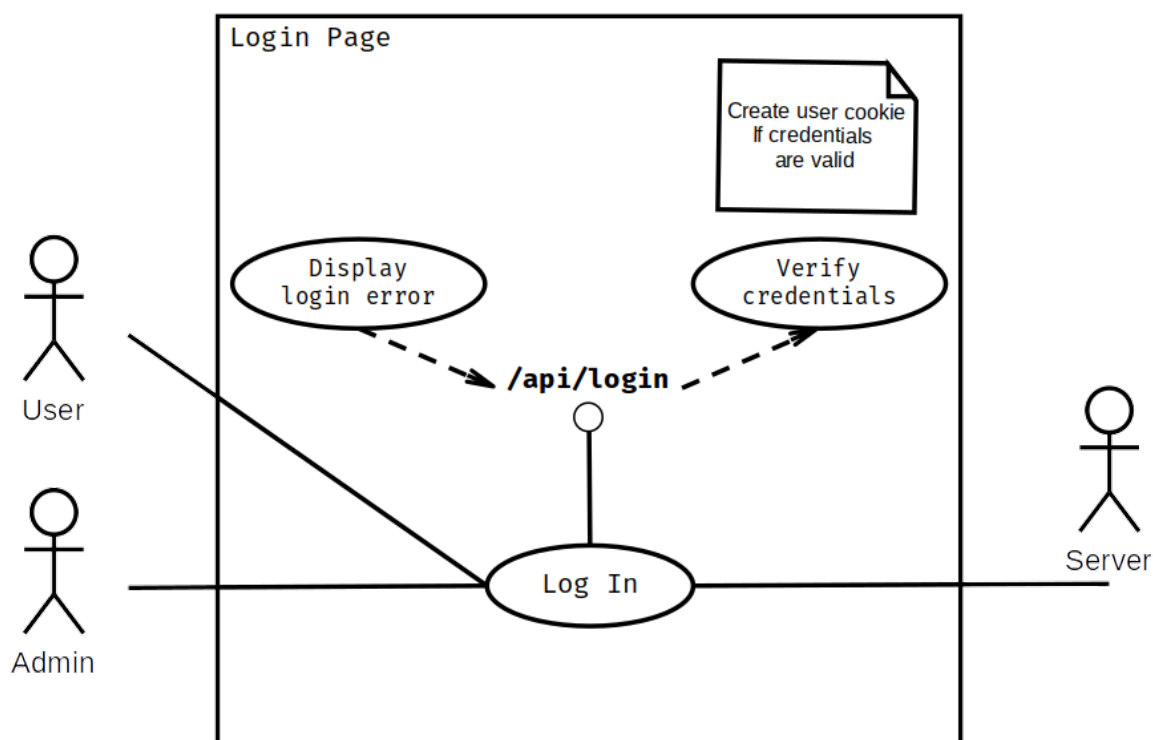 Login Page
Create user cookie
If credentials
are valid
Display
login error
Verify
credentials
/api/login
User
Log In
Server
Admin